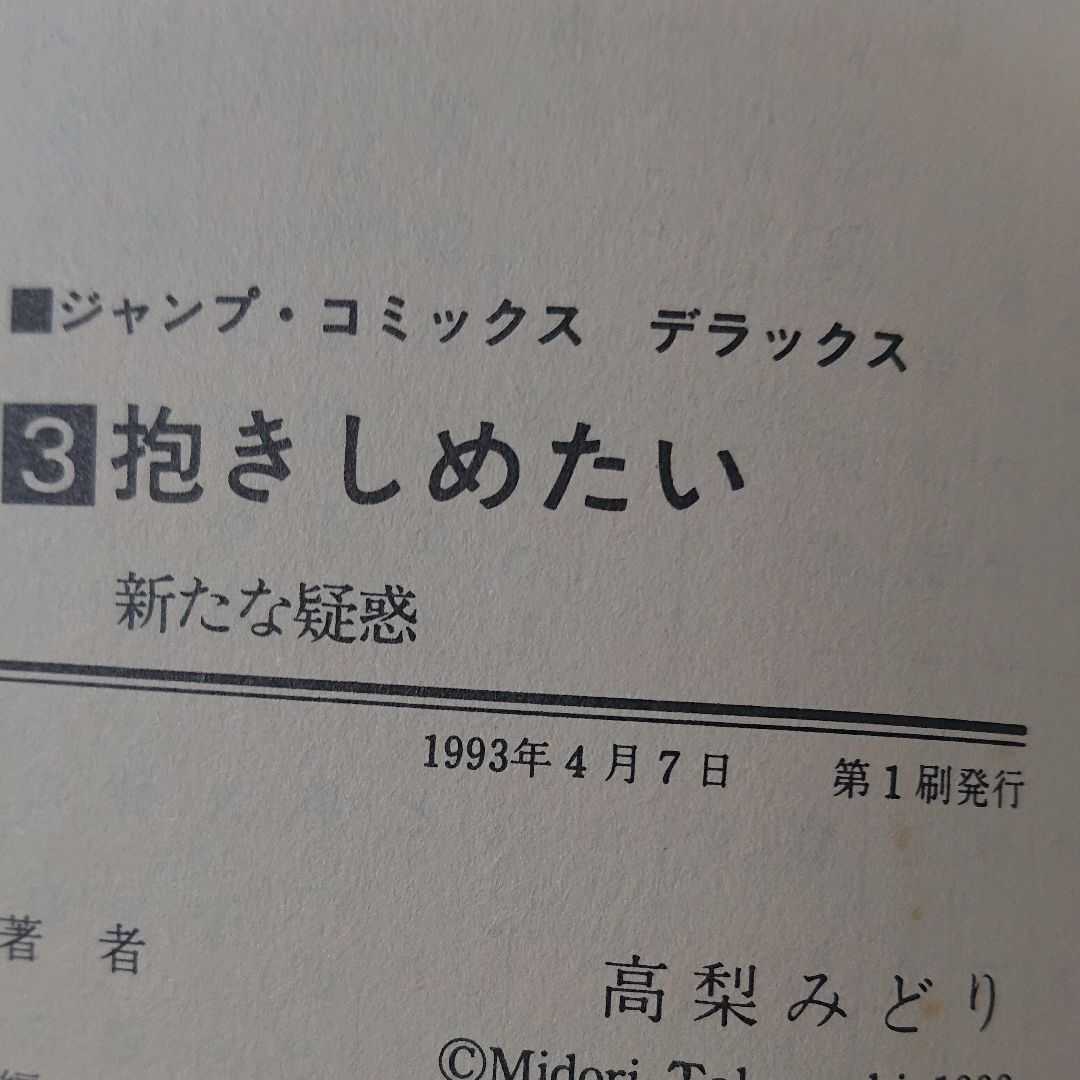 ■ジャンプ・コミックス デラックス
3 抱きしめたい
新たな疑惑
1993年4月7日 第1刷発行
著者 高梨みどり
©Midori